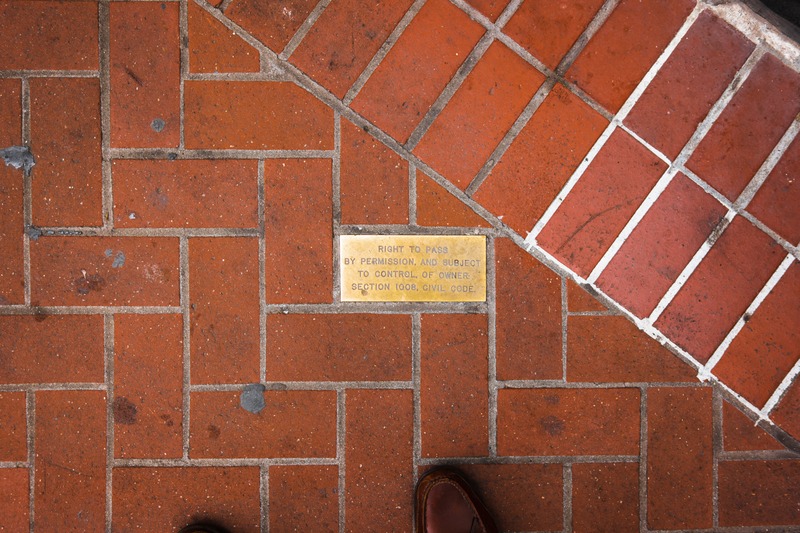 RIGHT TO PASS
BY PERMISSION, AND SUBJECT
TO CONTROL, OF OWNER
SECTION 1008, CIVIL CODE.